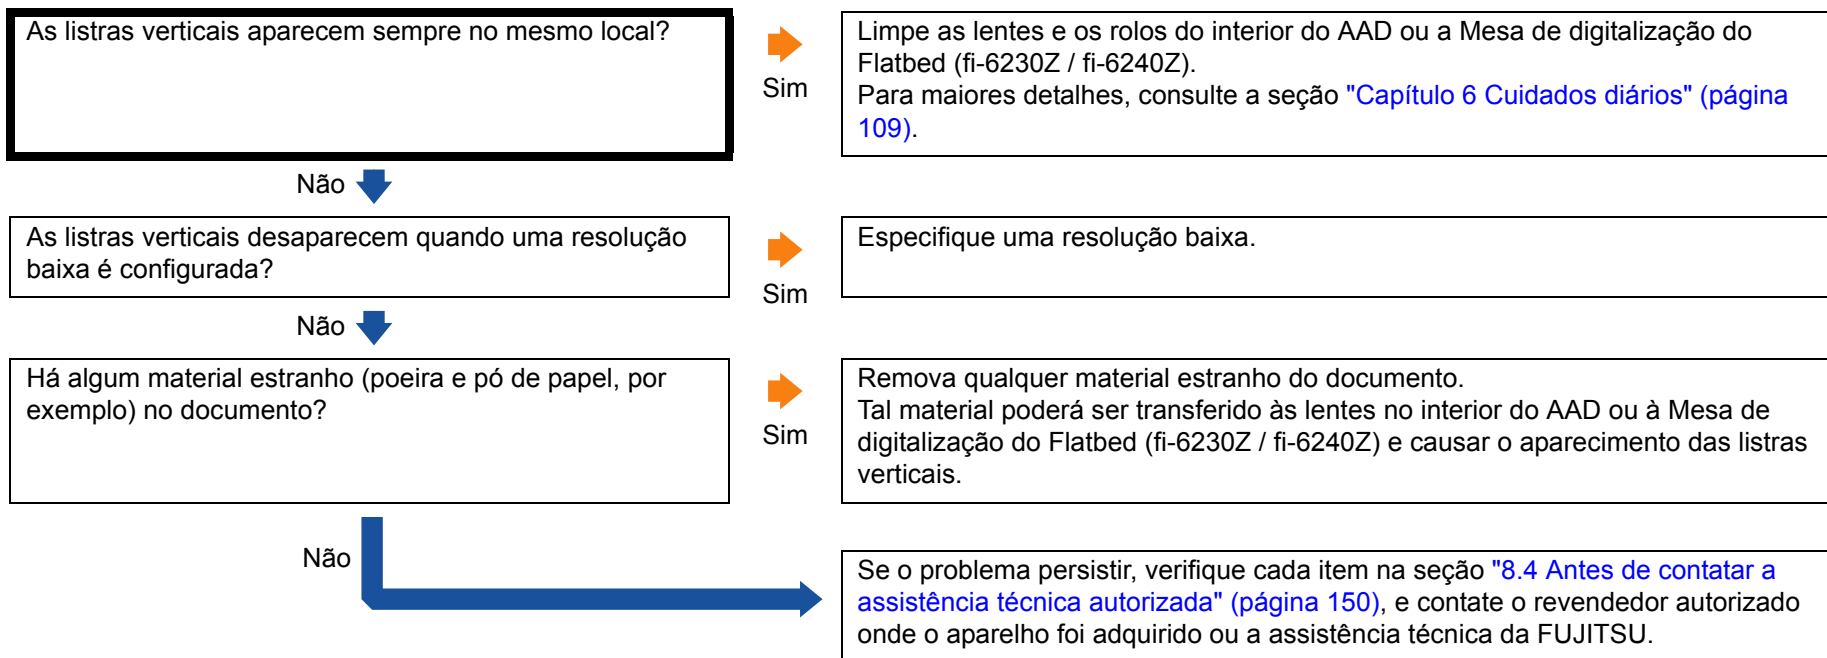 As listras verticais aparecem sempre no mesmo local?
Sim
Limpe as lentes e os rolos do interior do AAD ou a Mesa de digitalização do
Flatbed (fi-6230Z / fi-6240Z).
Para maiores detalhes, consulte a seção "Capítulo 6 Cuidados diários" (página
109).
Não
As listras verticais desaparecem quando uma resolução
baixa é configurada?
Sim
Especifique uma resolução baixa.
Não
Há algum material estranho (poeira e pó de papel, por
exemplo) no documento?
Sim
Remova qualquer material estranho do documento.
Tal material poderá ser transferido às lentes no interior do AAD ou à Mesa de
digitalização do Flatbed (fi-6230Z / fi-6240Z) e causar o aparecimento das listras
verticais.
Não
Se o problema persistir, verifique cada item na seção "8.4 Antes de contatar a
assistência técnica autorizada" (página 150), e contate o revendedor autorizado
onde o aparelho foi adquirido ou a assistência técnica da FUJITSU.